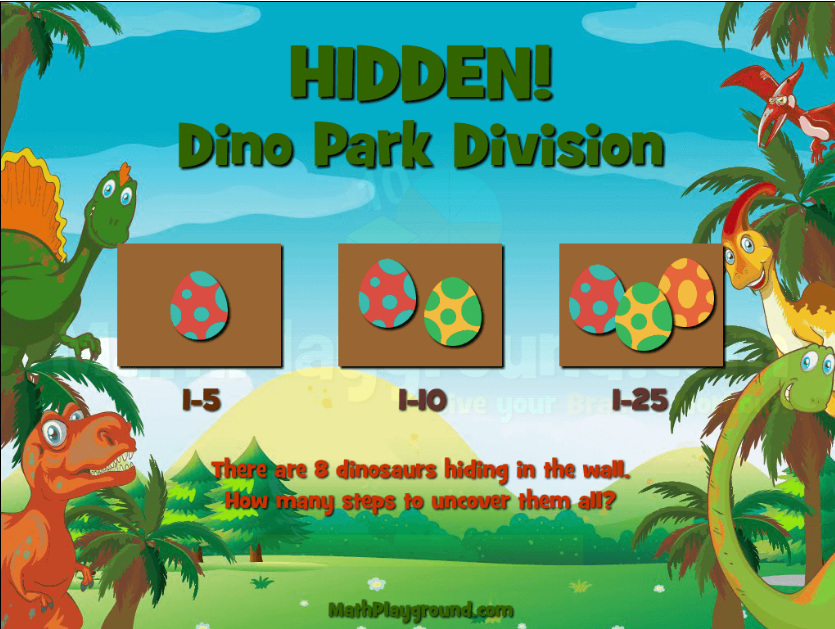 HIDDEN!
Dino Park Division
1-5
1-10
1-25
There are 8 dinosaurs hiding in the wall.
How many steps to uncover them all?
MathPlayground.com